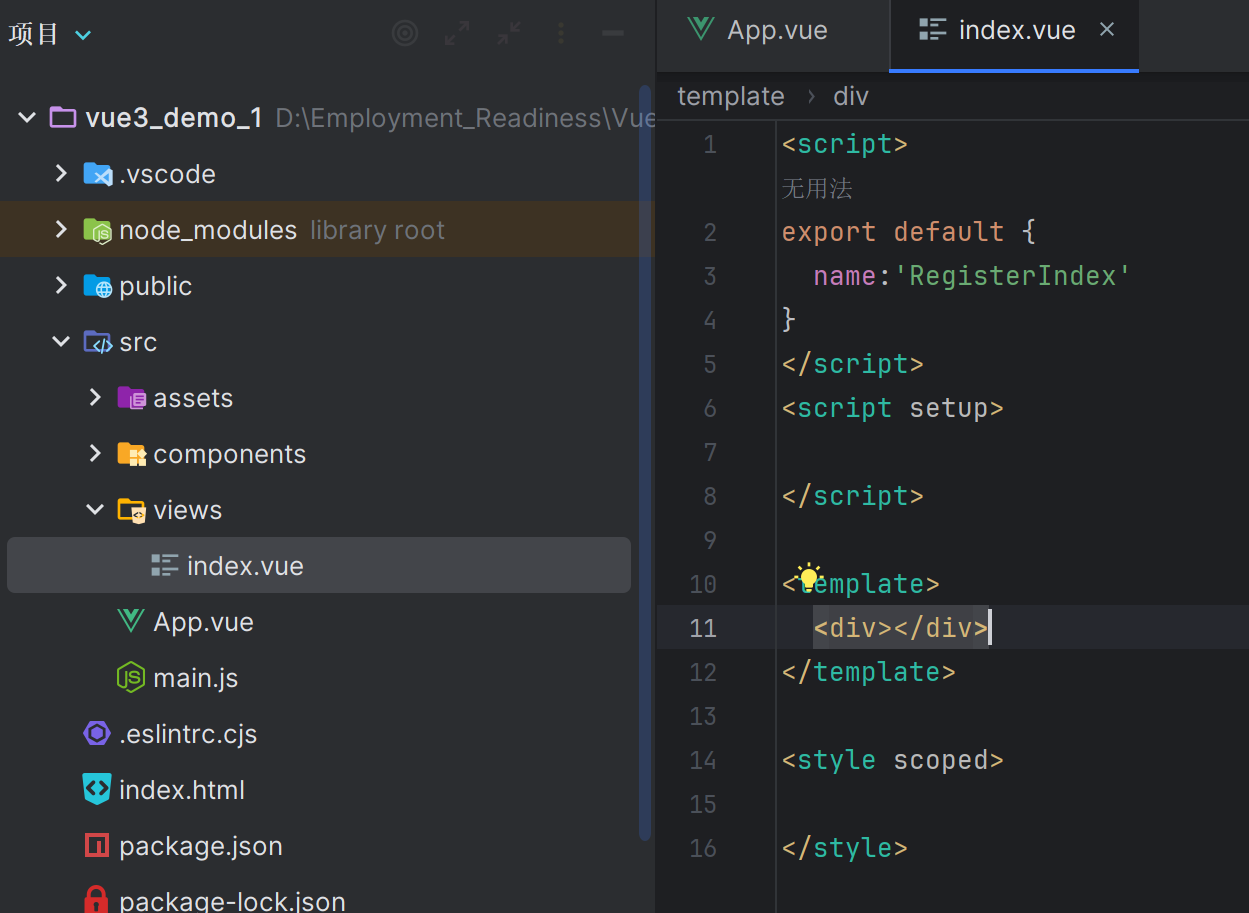 项目
vue3_demo_1 D:\Employment_Readiness\Vue
.vscode
node_modules library root
public
src
assets
components
views
index.vue
App.vue
main.js
.eslintrc.cjs
index.html
package.json
package-lock.json
App.vue
index.vue ×
template › div
1 <script>
无用法
2 export default {
3   name:'RegisterIndex'
4 }
5 </script>
6 <script setup>
7
8 </script>
9
10 <template>
11   <div></div>
12 </template>
13
14 <style scoped>
15
16 </style>